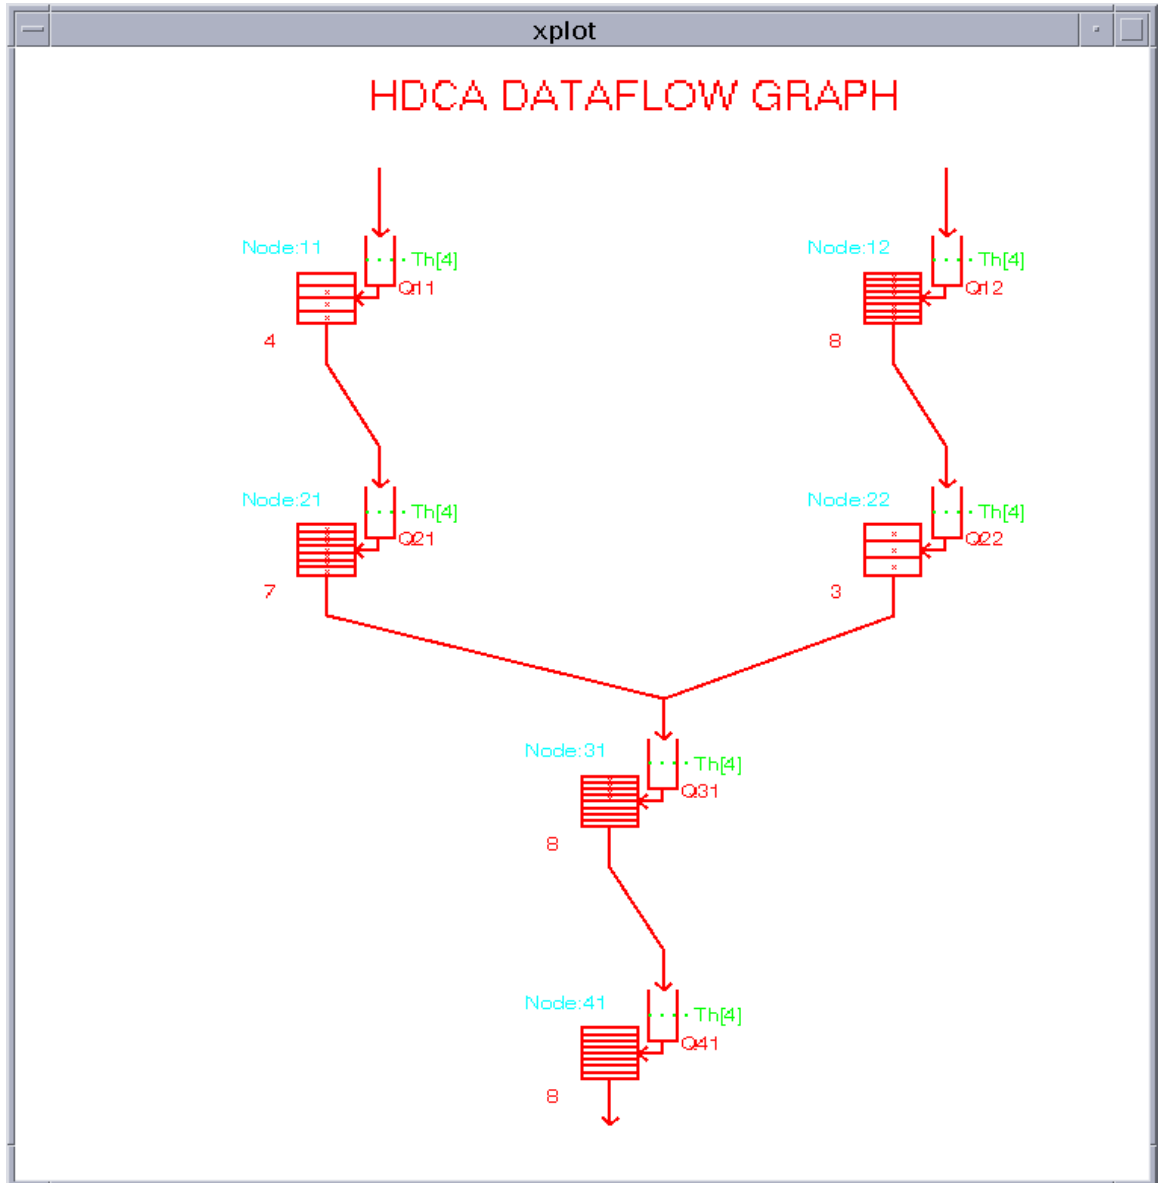 xplot
HDCA DATAFLOW GRAPH
Node:11
Th[4]
Q11
4
Node:12
Th[4]
Q12
8
Node:21
Th[4]
Q21
7
Node:22
Th[4]
Q22
3
Node:31
Th[4]
Q31
8
Node:41
Th[4]
Q41
8